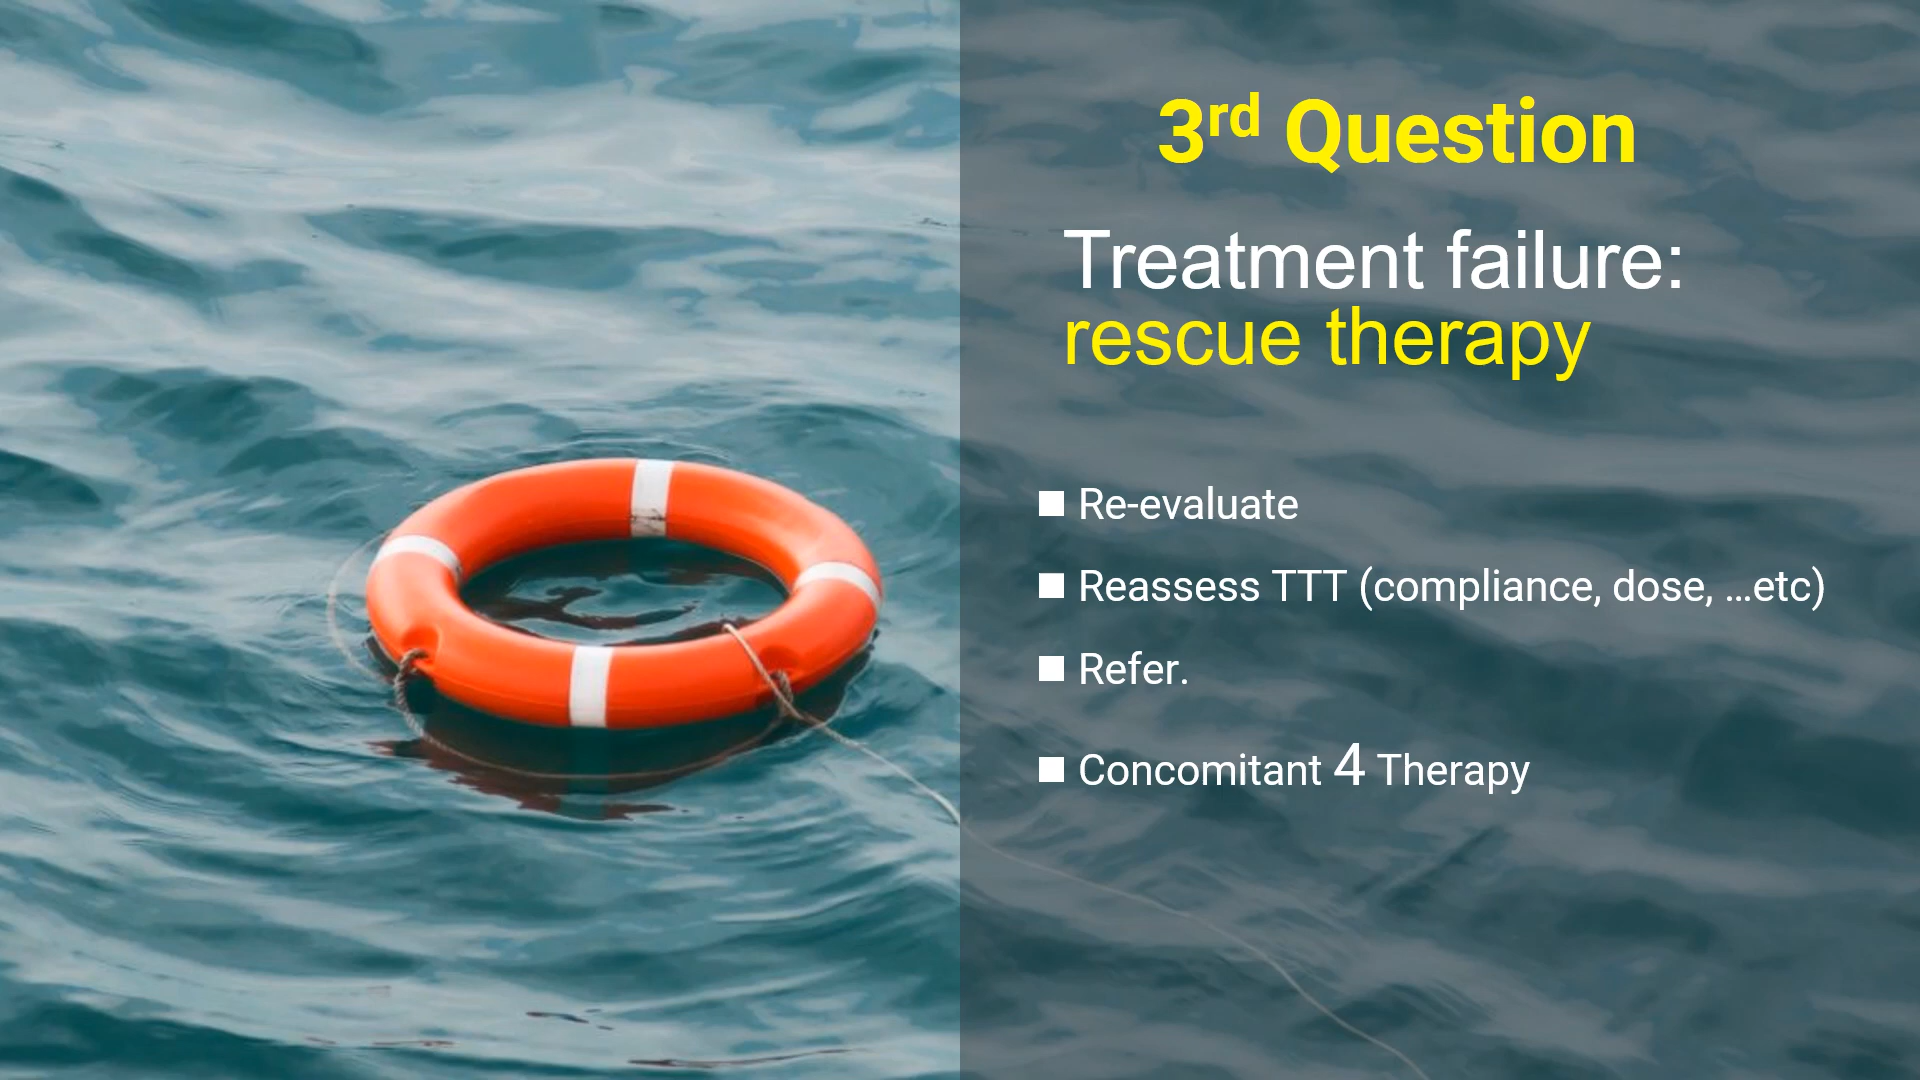 3rd Question
Treatment failure:
rescue therapy
Re-evaluate
Reassess TTT (compliance, dose, ...etc)
Refer.
Concomitant 4 Therapy